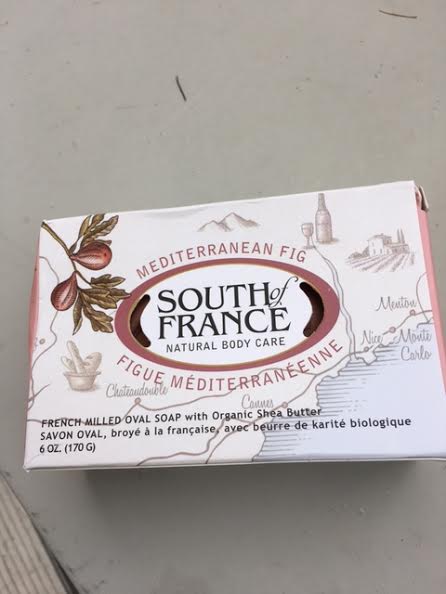 MEDITERRANEAN FIG
SOUTH of
FRANCE
NATURAL BODY CARE
FIGUE MÉDITERRANÉENNE
Menton
Nice
Monte
Carlo
Chateaudouble
Cannes
FRENCH MILLED OVAL SOAP with Organic Shea Butter
SAVON OVAL, broyé à la française, avec beurre de karité biologique
6 OZ. (170 G)